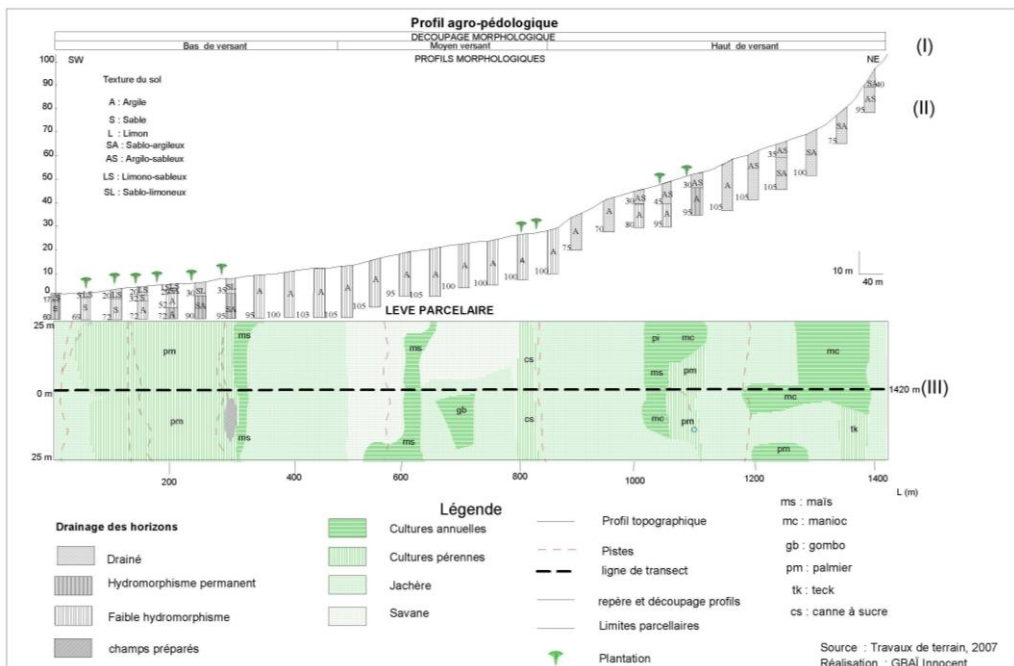 Profil agro-pédologique
DECOUPAGE MORPHOLOGIQUE
Bas de versant Moyen versant Haut de versant
(I)
SW PROFILS MORPHOLOGIQUES NE
(II)
100
90
80
70
60
50
40
30
20
10
0
Texture du sol
A : Argile
S : Sable
L : Limon
SA : Sablo-argileux
AS : Argilo-sableux
LS : Limono-sableux
SL : Sablo-limoneux
10 m
40 m
LEVE PARCELAIRE
25 m
0 m
25 m
1420 m (III)
pm ms ms cs pi mc mc
ms pm
mc
pm ms ms gb cs mc pm pm tk
200 400 600 800 1000 1200 1400
L (m)
Légende
Drainage des horizons
Drainé
Hydromorphisme permanent
Faible hydromorphisme
champs préparés
Cultures annuelles
Cultures pérennes
Jachère
Savane
Profil topographique
Pistes
ligne de transect
repère et découpage profils
Limites parcellaires
Plantation
ms : maïs
mc : manioc
gb : gombo
pm : palmier
tk : teck
cs : canne à sucre
Source : Travaux de terrain, 2007
Réalisation : GBAÏ Innocent